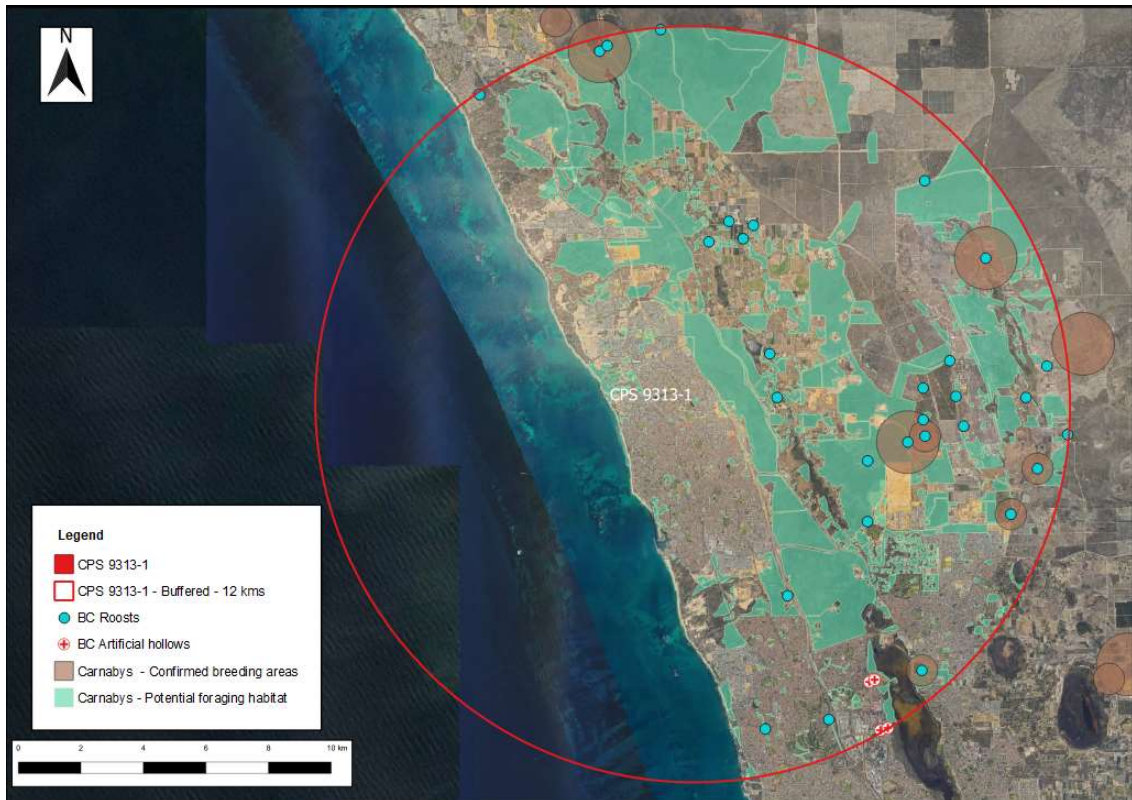 N
CPS 9313-1
Legend
CPS 9313-1
CPS 9313-1 - Buffered - 12 kms
BC Roosts
BC Artificial hollows
Carnabys - Confirmed breeding areas
Carnabys - Potential foraging habitat
0 2 4 6 8 10 km